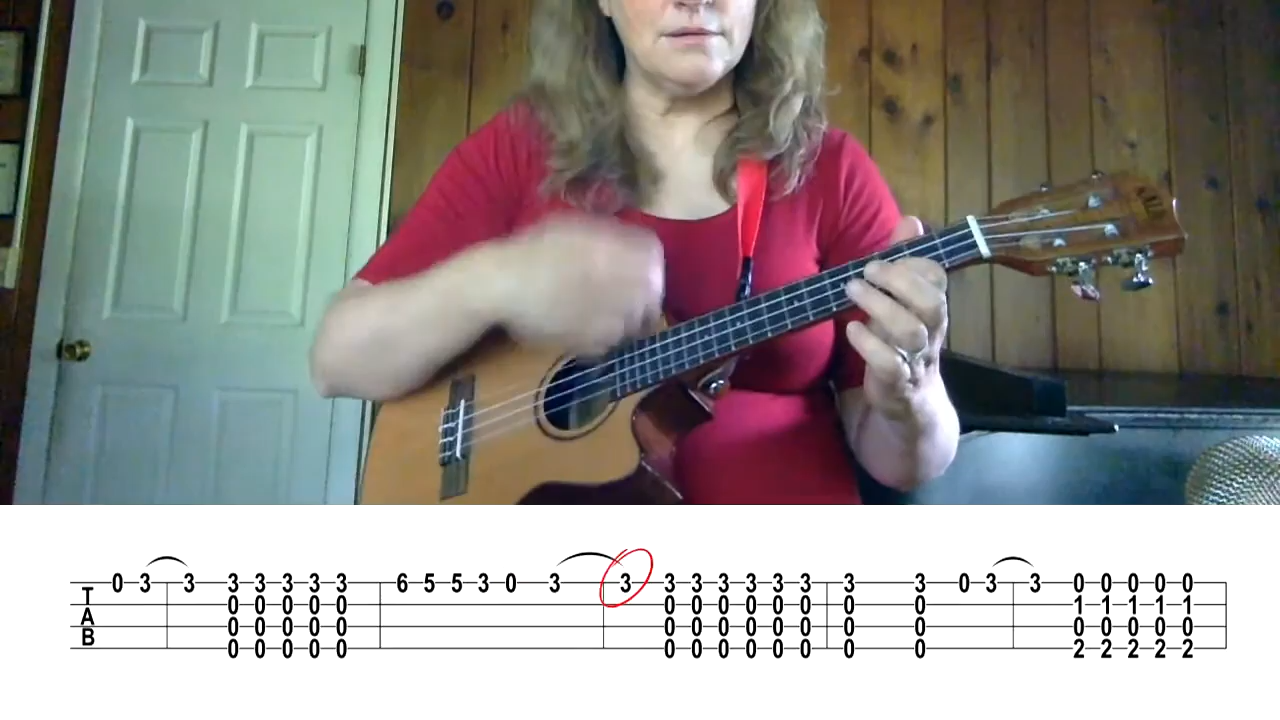 0 3 3 3 3 3 3 3 6 5 5 3 0 3 3 3 3 3 3 3 3 3 3 0 3 3 0 0 0 0 0
T 0 0 0 0 0 0 0 0 0 0 0 0 0 1 1 1 1 1
A 0 0 0 0 0 0 0 0 0 0 0 0 0 0 0 0 0 0
B 0 0 0 0 0 0 0 0 0 0 0 0 0 2 2 2 2 2